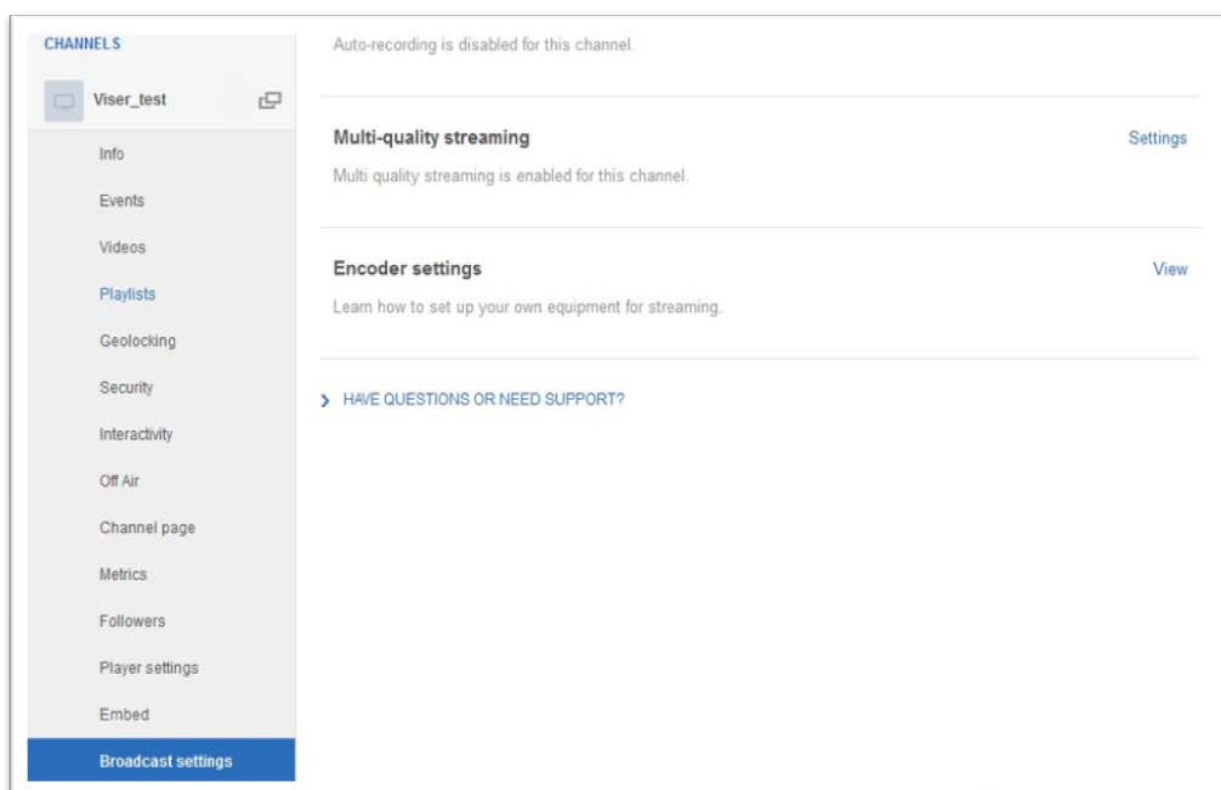 CHANNELS
Viser_test
Info
Events
Videos
Playlists
Geolocking
Security
Interactivity
Off Air
Channel page
Metrics
Followers
Player settings
Embed
Broadcast settings
Auto-recording is disabled for this channel.
Multi-quality streaming
Settings
Multi quality streaming is enabled for this channel.
Encoder settings
View
Learn how to set up your own equipment for streaming.
HAVE QUESTIONS OR NEED SUPPORT?